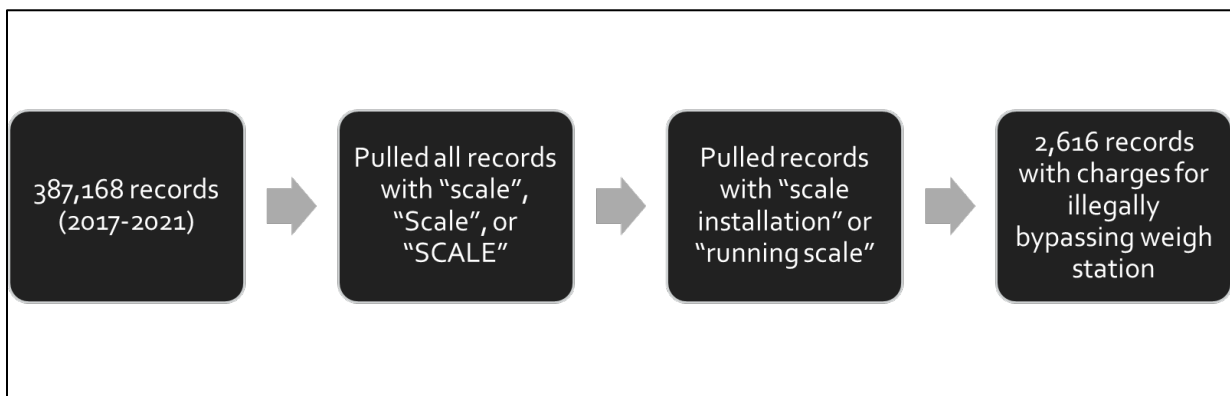 387,168 records
(2017-2021)
Pulled all records
with “scale”,
“Scale”, or
“SCALE”
Pulled records
with “scale
installation” or
“running scale”
2,616 records
with charges for
illegally
bypassing weigh
station